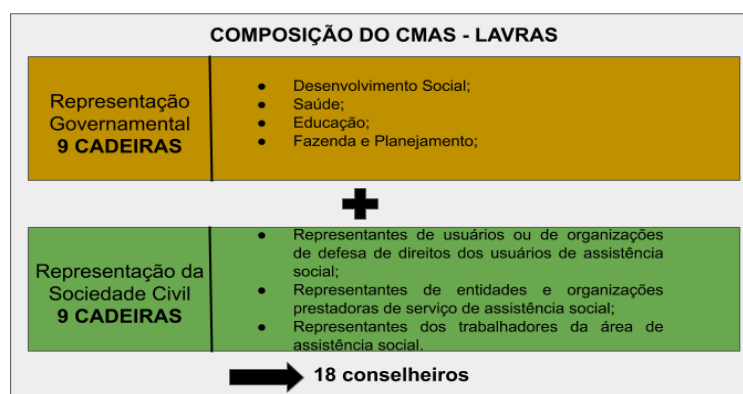 COMPOSIÇÃO DO CMAS - LAVRAS
Representação
Governamental
9 CADEIRAS
● Desenvolvimento Social;
● Saúde;
● Educação;
● Fazenda e Planejamento;
Representação da
Sociedade Civil
9 CADEIRAS
● Representantes de usuários ou de organizações
de defesa de direitos dos usuários de assistência
social;
● Representantes de entidades e organizações
prestadoras de serviço de assistência social;
● Representantes dos trabalhadores da área de
assistência social.
18 conselheiros